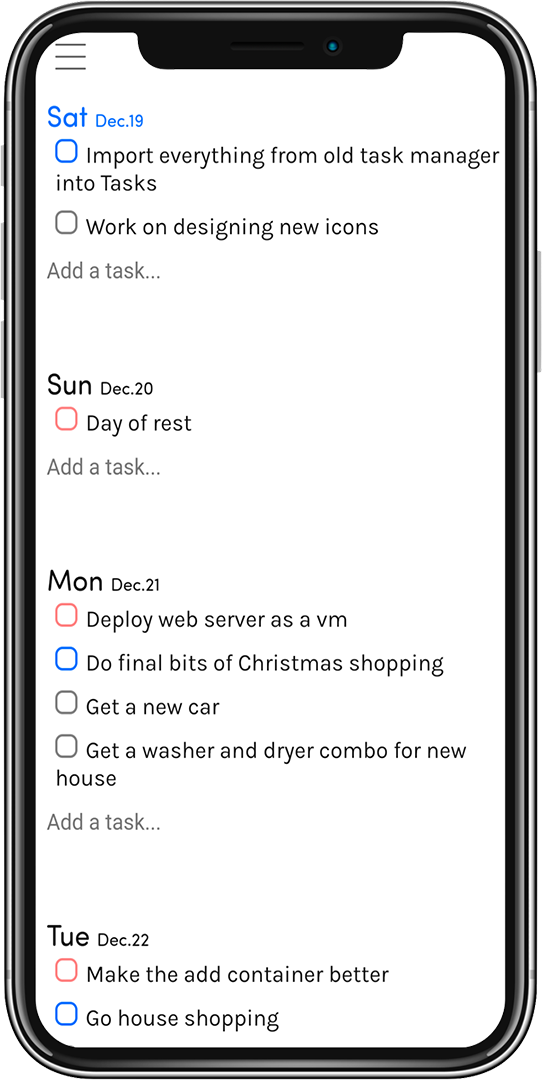 Sat Dec.19
Import everything from old task manager
into Tasks
Work on designing new icons
Add a task...
Sun Dec.20
Day of rest
Add a task...
Mon Dec.21
Deploy web server as a vm
Do final bits of Christmas shopping
Get a new car
Get a washer and dryer combo for new
house
Add a task...
Tue Dec.22
Make the add container better
Go house shopping